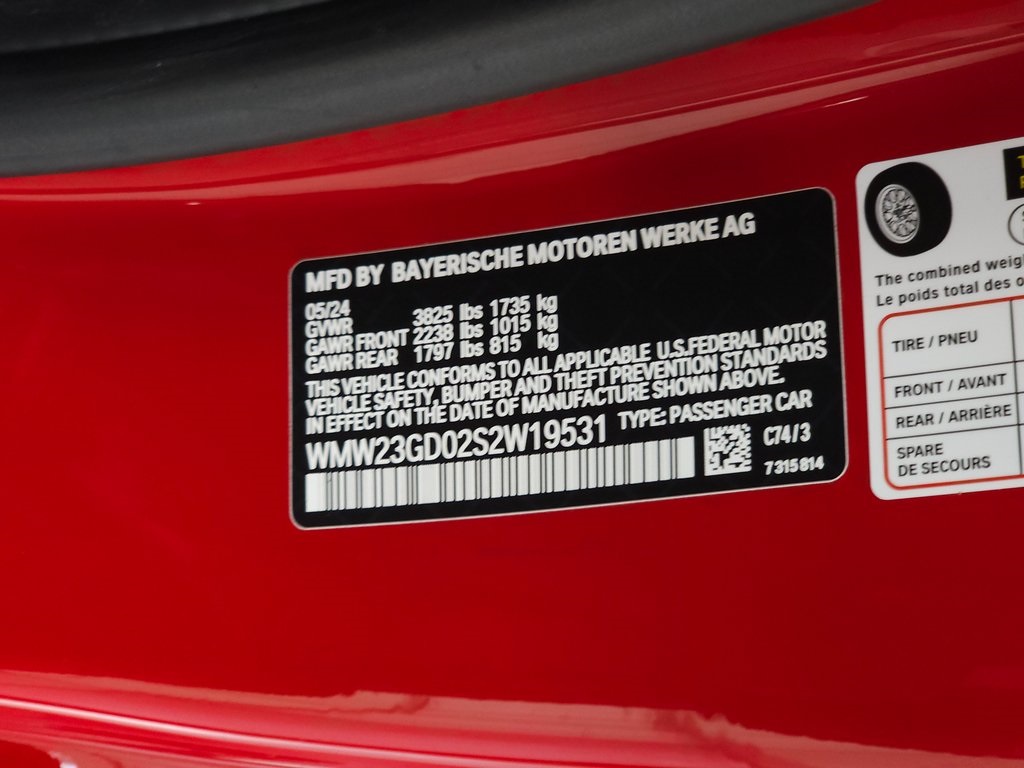 MFD BY BAYERISCHE MOTOREN WERKE AG
05/24
GVWR 3825 lbs 1735 kg
GAWR FRONT 2238 lbs 1015 kg
GAWR REAR 1797 lbs 815 kg
THIS VEHICLE CONFORMS TO ALL APPLICABLE U.S.FEDERAL MOTOR
VEHICLE SAFETY, BUMPER AND THEFT PREVENTION STANDARDS
IN EFFECT ON THE DATE OF MANUFACTURE SHOWN ABOVE.
WMW23GD02S2W19531 TYPE: PASSENGER CAR
C74/3
7315814
The combined weig
Le poids total des o
TIRE / PNEU
FRONT / AVANT
REAR / ARRIÈRE
SPARE
DE SECOURS